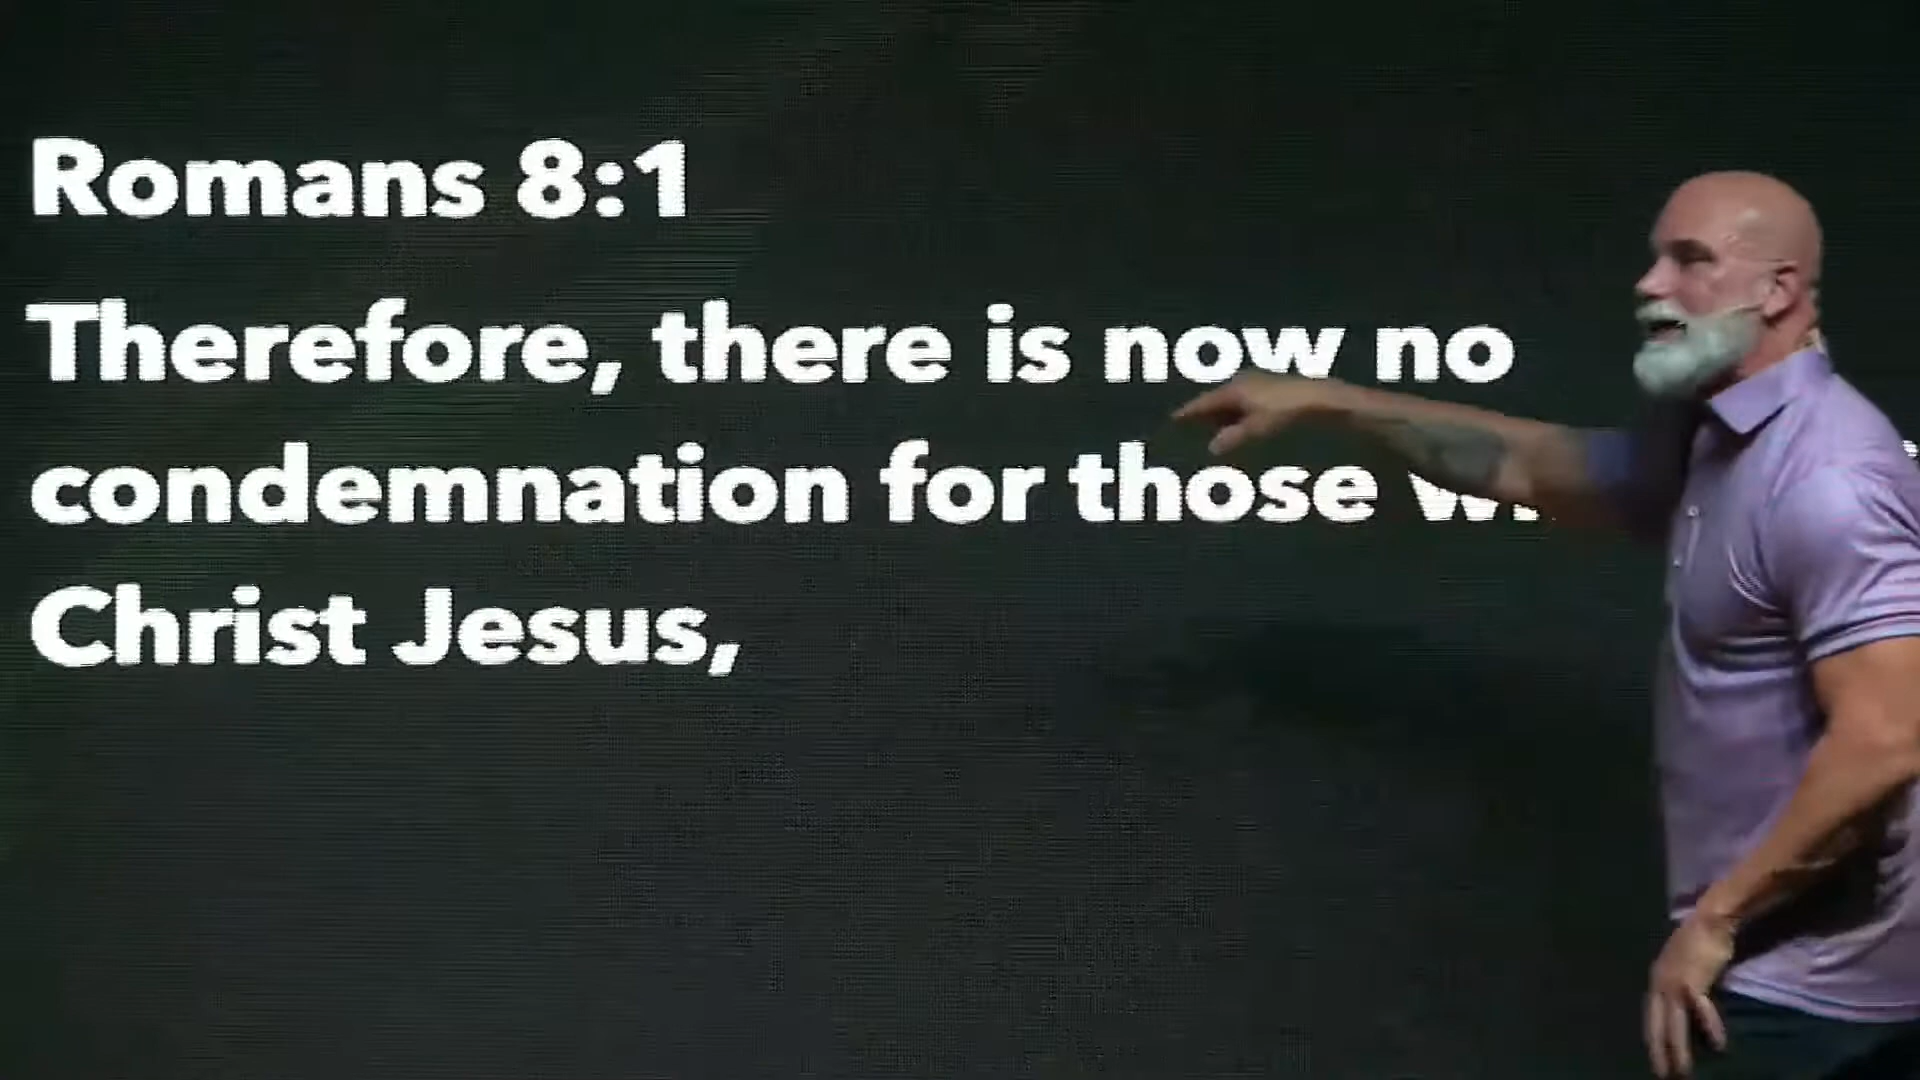 Romans 8:1
Therefore, there is now no
condemnation for those
Christ Jesus,